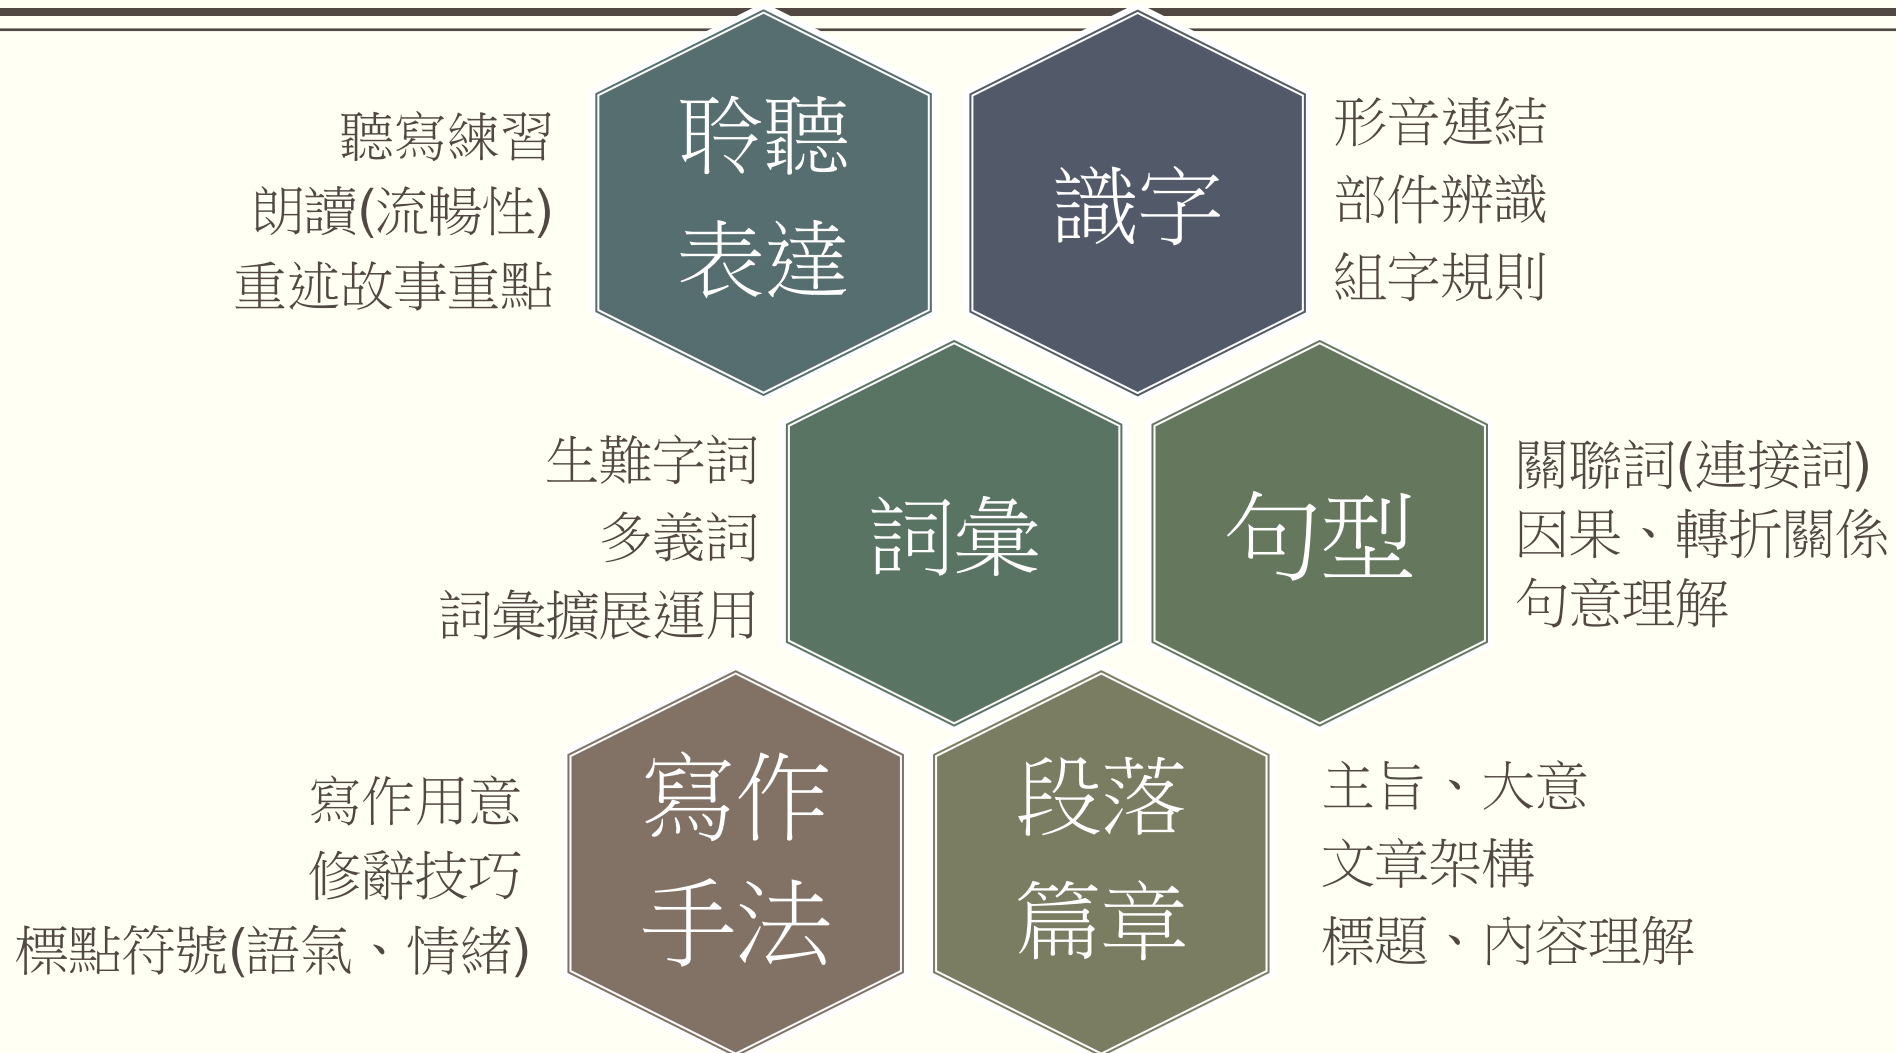 聆聽
表達
聽寫練習
朗讀(流暢性)
重述故事重點
識字
形音連結
部件辨識
組字規則
詞彙
生難字詞
多義詞
詞彙擴展運用
句型
關聯詞(連接詞)
因果、轉折關係
句意理解
寫作
手法
寫作用意
修辭技巧
標點符號(語氣、情緒)
段落
篇章
主旨、大意
文章架構
標題、內容理解